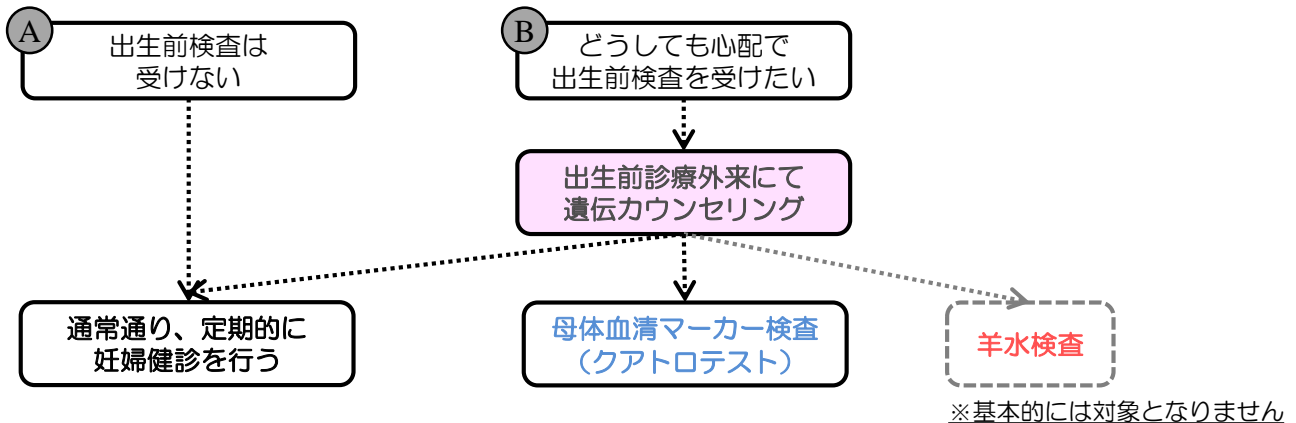 A
出生前検査は
受けない
B
どうしても心配で
出生前検査を受けたい
出生前診療外来にて
遺伝カウンセリング
通常通り、定期的に
妊婦健診を行う
母体血清マーカー検査
（クアトロテスト）
羊水検査
※基本的には対象となりません